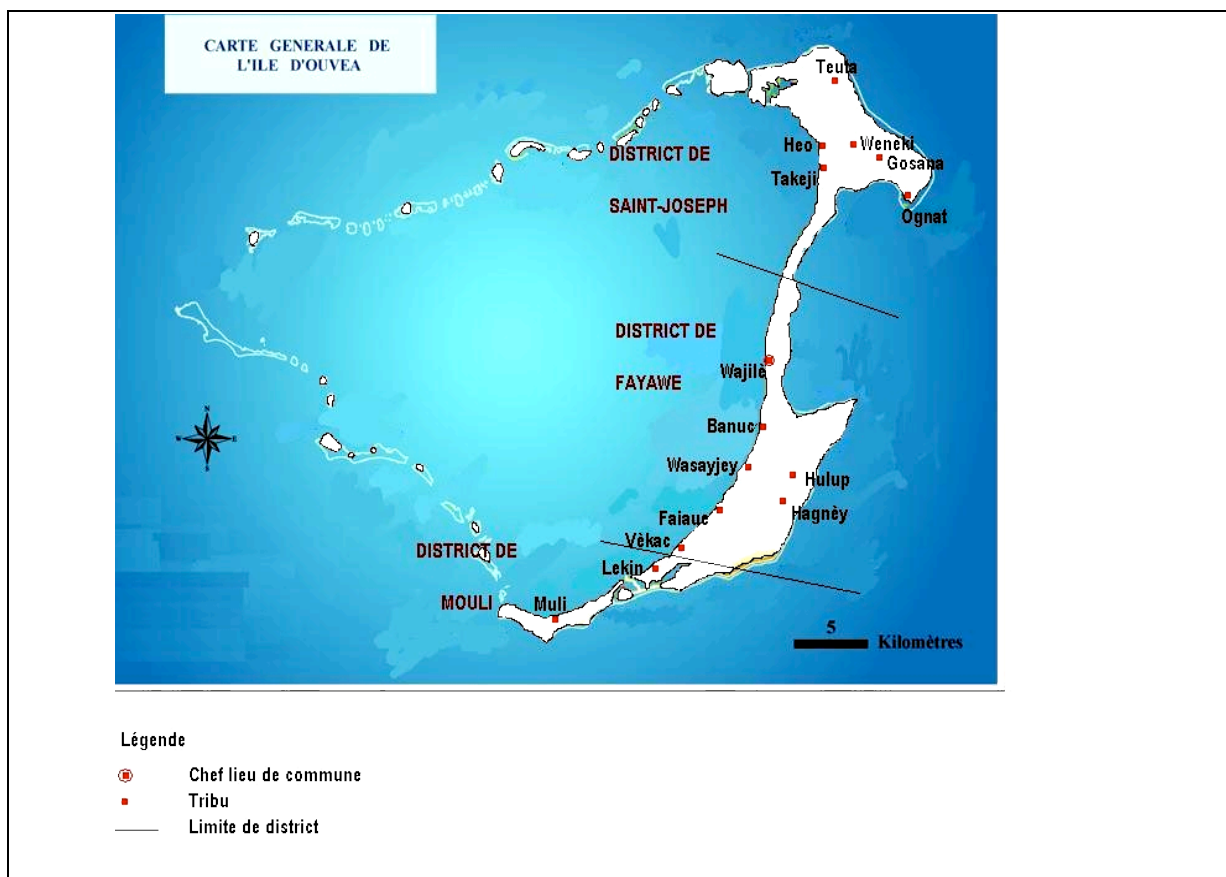 CARTE GENERALE DE
L'ILE D'OUVEA
Teuta
Heo
Weneki
Gosana
Takeji
Ognat
DISTRICT DE
SAINT-JOSEPH
DISTRICT DE
FAYAWE
Wajilè
Banuc
Wasayjey
Hulup
Hagnèy
Faiauc
Vèkac
Lekin
DISTRICT DE
MOULI
Muli
N
W
E
S
5
Kilomètres
Légende
Chef lieu de commune
Tribu
Limite de district